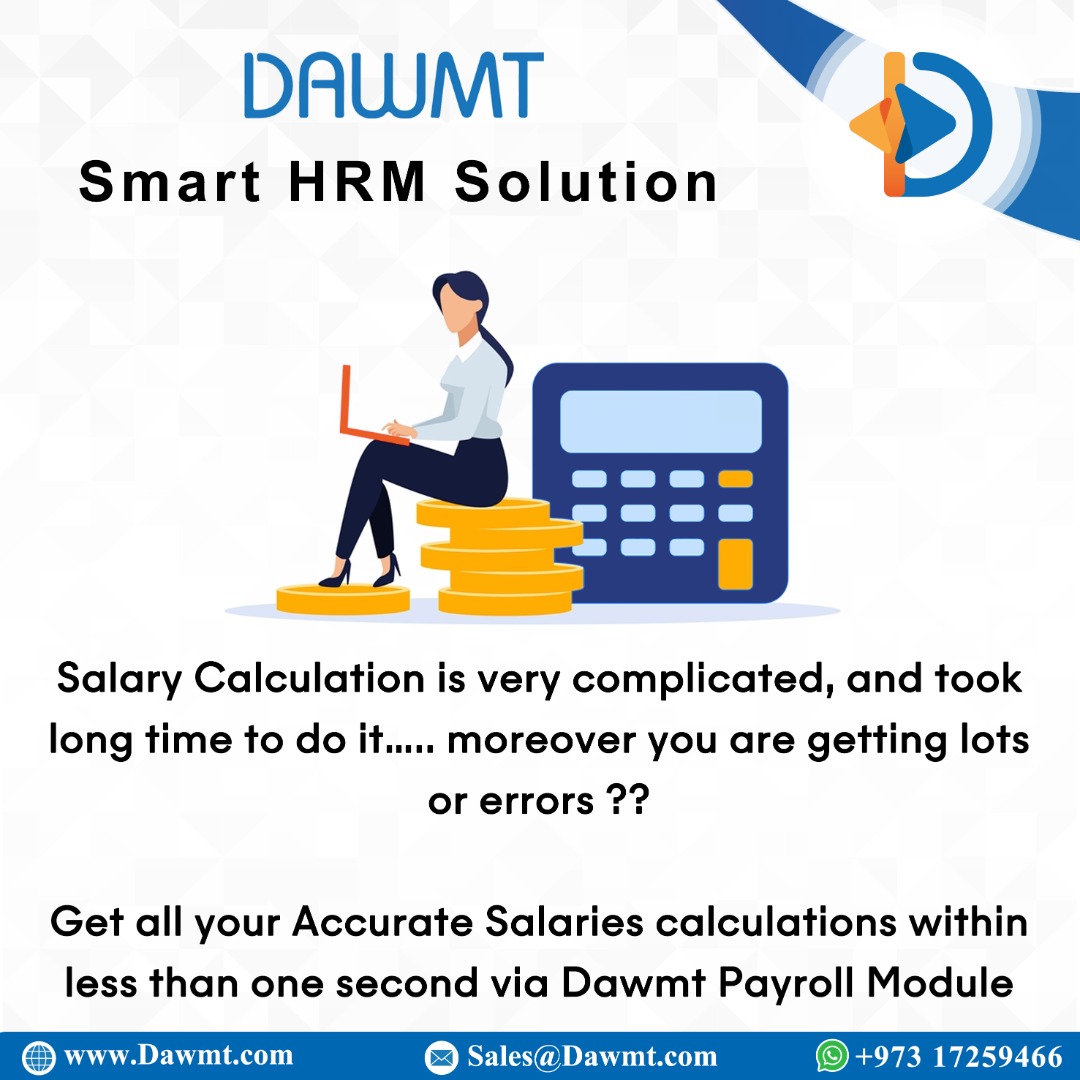 DAWMT
Smart HRM Solution
Salary Calculation is very complicated, and took
long time to do it..... moreover you are getting lots
or errors ??
Get all your Accurate Salaries calculations within
less than one second via Dawmt Payroll Module
www.Dawmt.com
Sales@Dawmt.com
+973 17259466